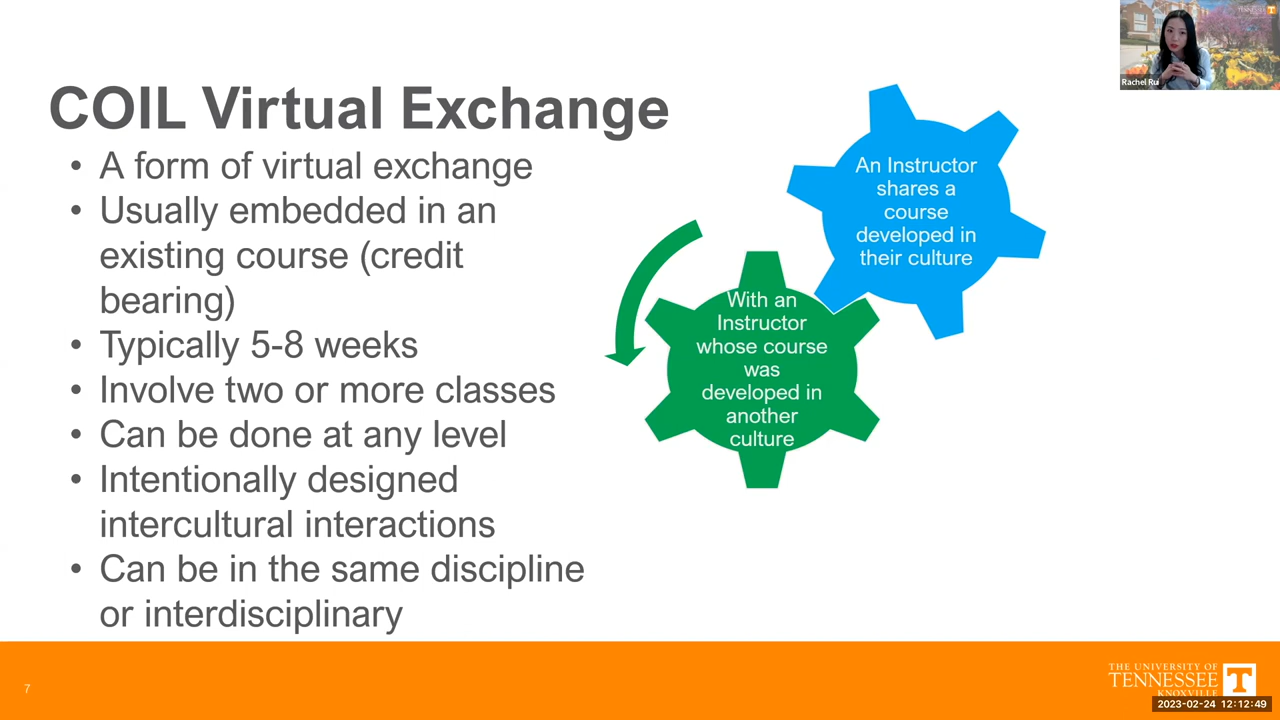 COIL Virtual Exchange
• A form of virtual exchange
• Usually embedded in an
existing course (credit
bearing)
• Typically 5-8 weeks
• Involve two or more classes
• Can be done at any level
• Intentionally designed
intercultural interactions
• Can be in the same discipline
or interdisciplinary
An Instructor
shares a
course
developed in
their culture
With an
Instructor
whose course
was
developed in
another
culture
Rachel Rui
7
THE UNIVERSITY OF
TENNESSEE
KNOXVILLE
T
2023-02-24 12:12:49